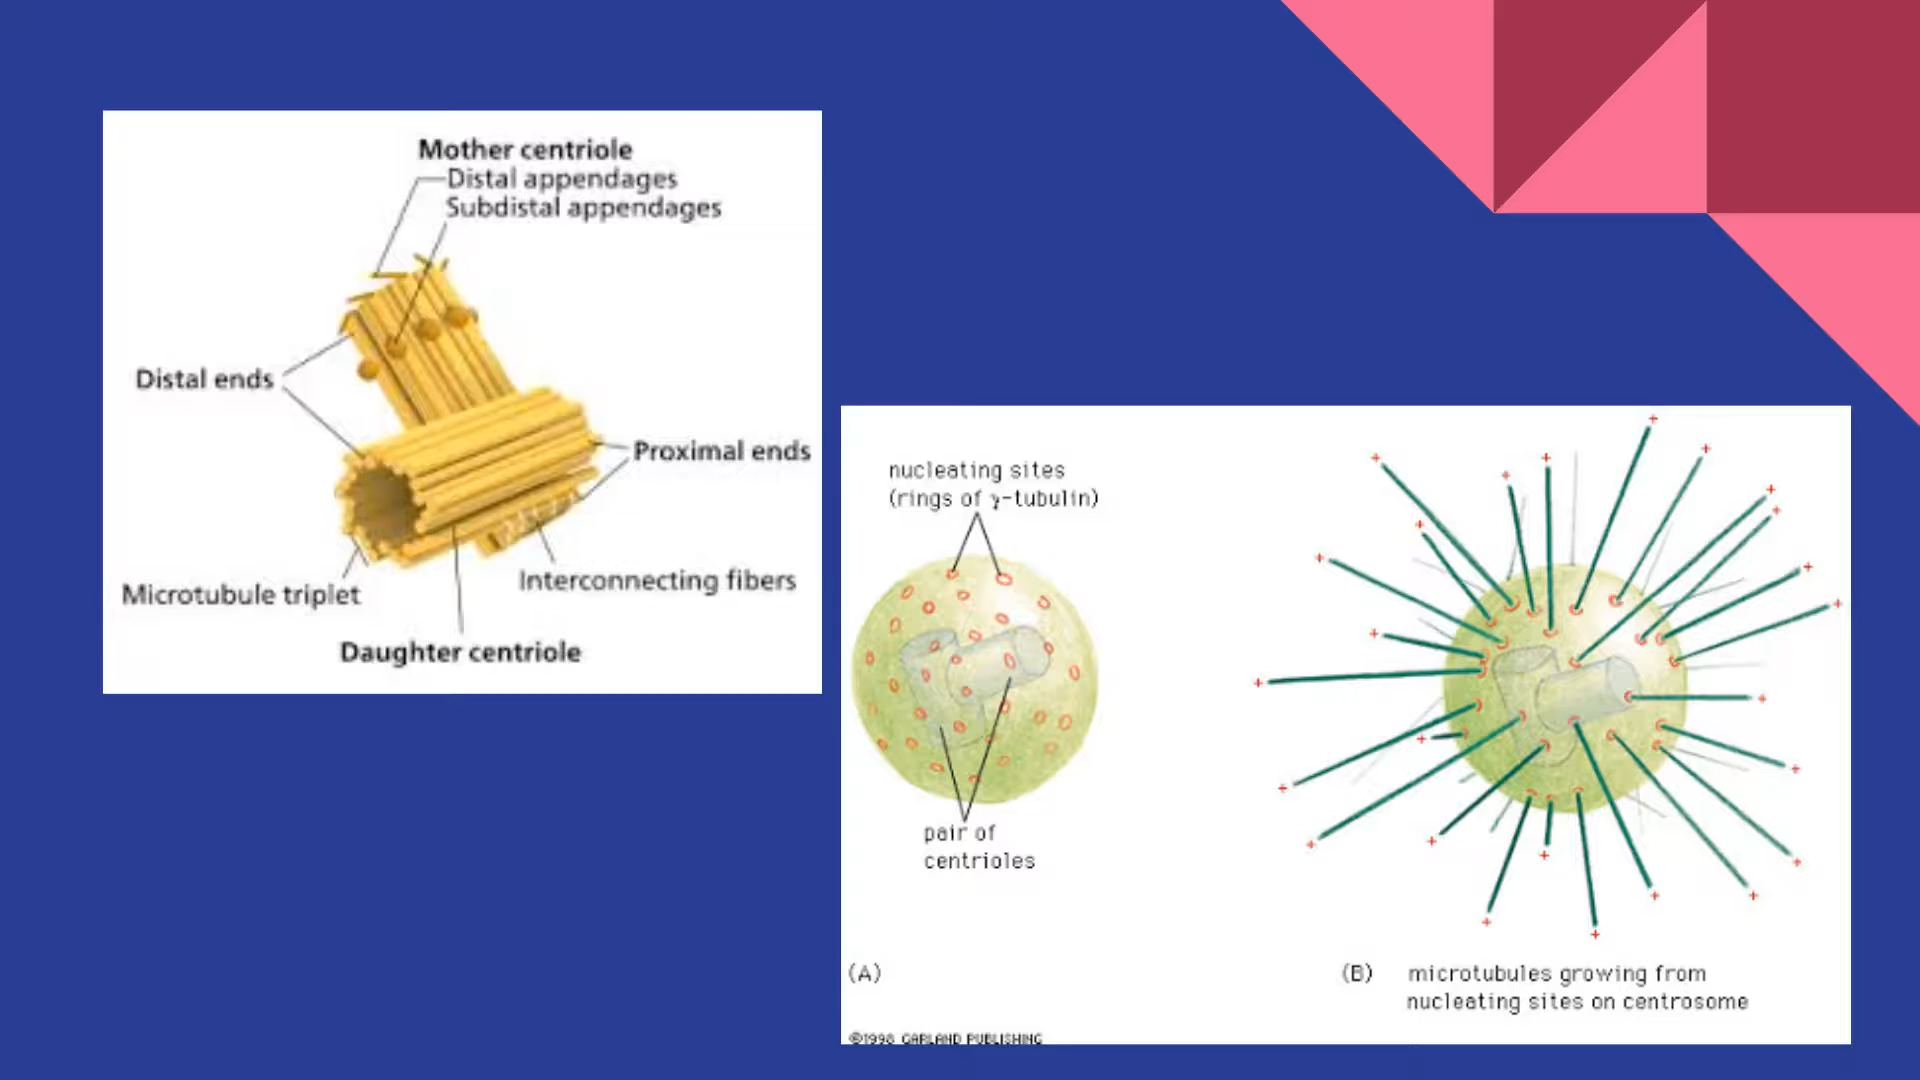 Mother centriole
Distal appendages
Subdistal appendages
Distal ends
Proximal ends
Interconnecting fibers
Microtubule triplet
Daughter centriole
nucleating sites
(rings of γ-tubulin)
pair of
centrioles
(A)
(B) microtubules growing from
nucleating sites on centrosome
©1998 GARLAND PUBLISHING